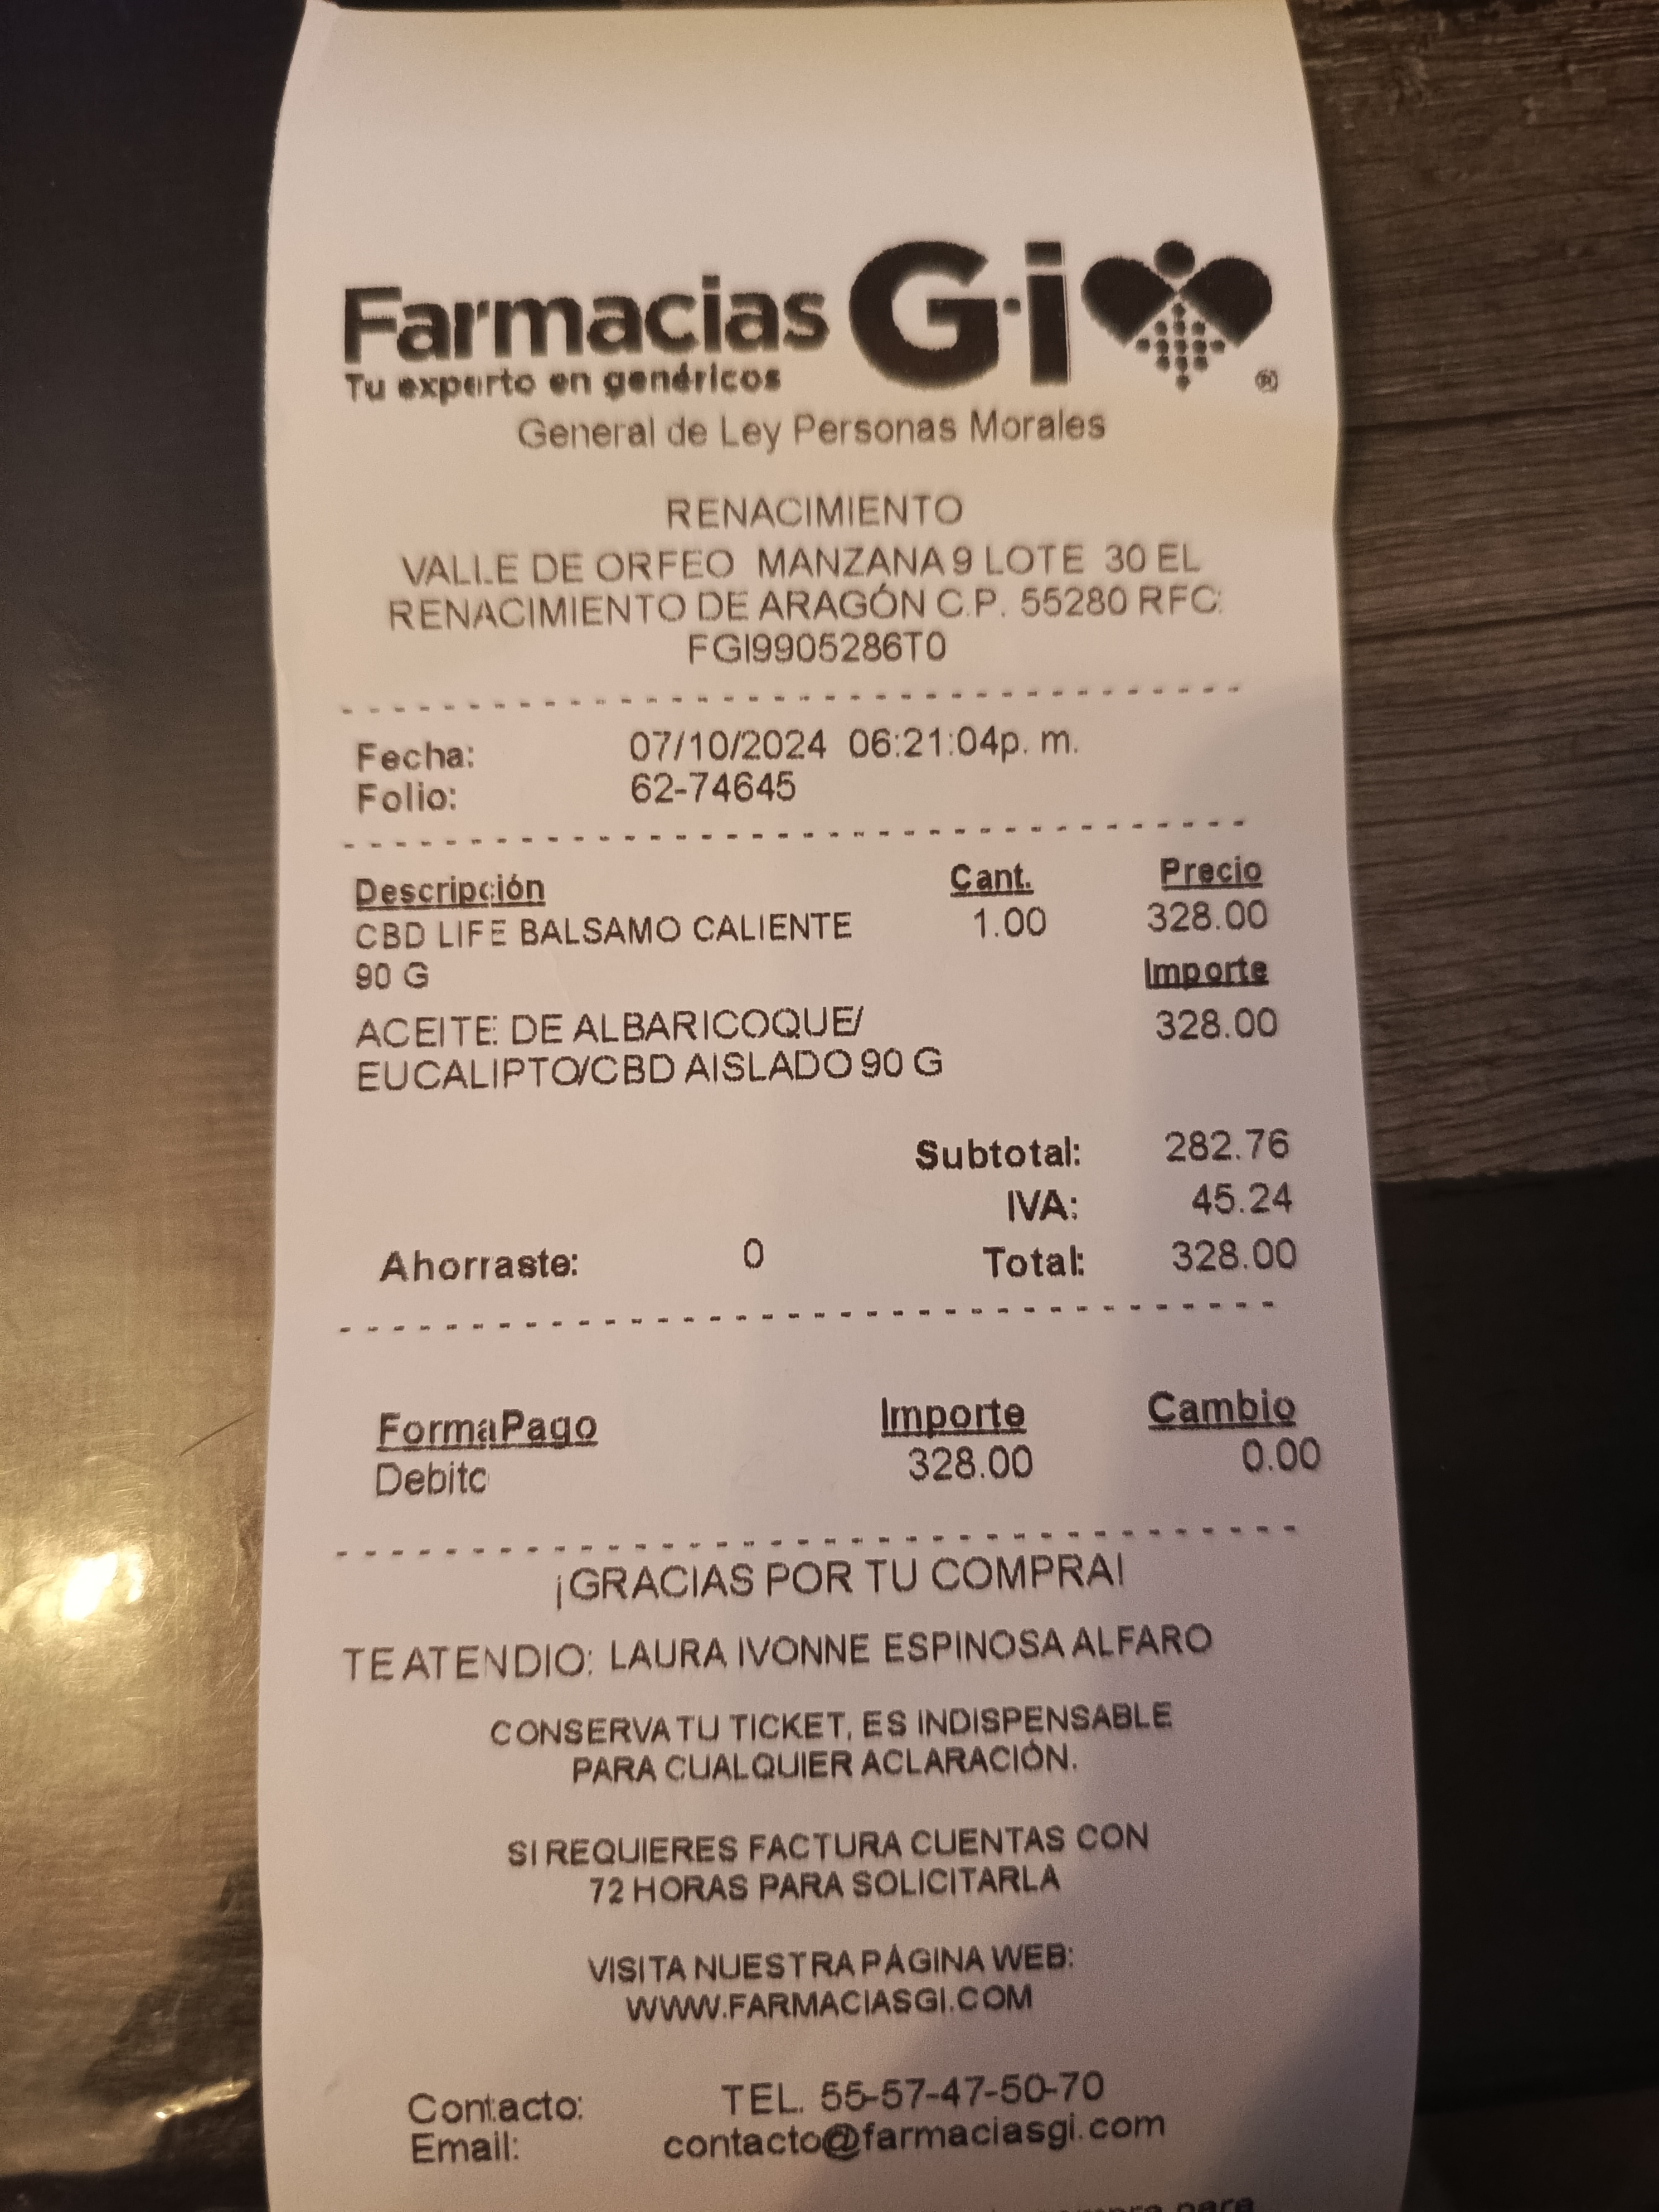 Farmacias G·i
Tu experto en genéricos
®
General de Ley Personas Morales
RENACIMIENTO
VALLE DE ORFEO MANZANA 9 LOTE 30 EL
RENACIMIENTO DE ARAGÓN C.P. 55280 RFC:
FGI9905286T0
Fecha: 07/10/2024 06:21:04p. m.
Folio: 62-74645
Descripción Cant. Precio
CBD LIFE BALSAMO CALIENTE 1.00 328.00
90 G Importe
ACEITE DE ALBARICOQUE/ 328.00
EUCALIPTO/CBD AISLADO 90 G
Subtotal: 282.76
IVA: 45.24
Ahorraste: 0 Total: 328.00
FormaPago Importe Cambio
Debito 328.00 0.00
¡GRACIAS POR TU COMPRA!
TE ATENDIO: LAURA IVONNE ESPINOSA ALFARO
CONSERVA TU TICKET, ES INDISPENSABLE
PARA CUALQUIER ACLARACIÓN.
SI REQUIERES FACTURA CUENTAS CON
72 HORAS PARA SOLICITARLA
VISITA NUESTRA PÁGINA WEB:
WWW.FARMACIASGI.COM
Contacto: TEL. 55-57-47-50-70
Email: contacto@farmaciasgi.com
para